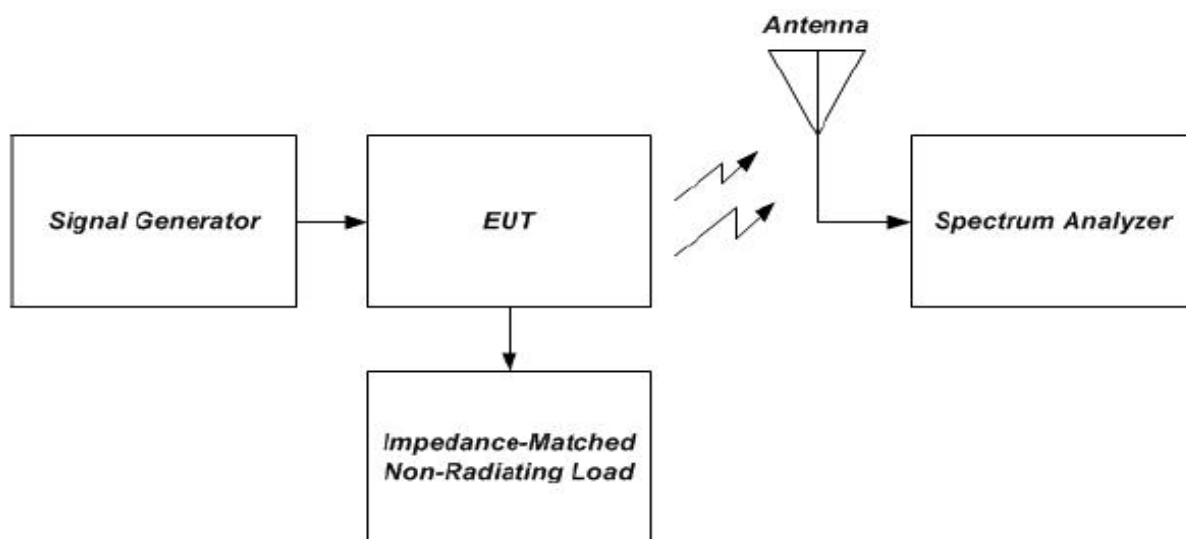 Antenna
Signal Generator
EUT
Spectrum Analyzer
Impedance-Matched
Non-Radiating Load